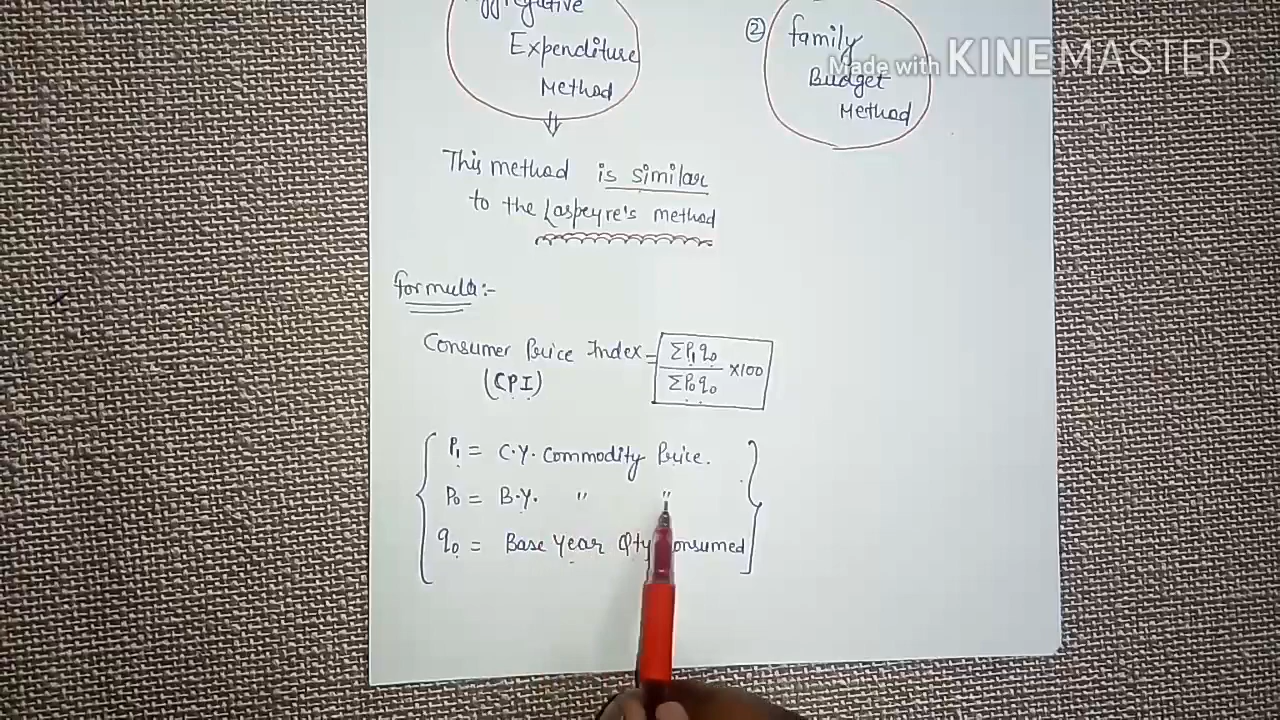 Expenditure
Method
② family
Budget
Method
Made with KINEMASTER
This method is similar
to the Laspeyre's method
formula:-
Consumer Price Index = ΣP₁q₀ / ΣP₀q₀ ×100
(CPI)
P₁ = C.Y. Commodity Price.
P₀ = B.Y. " "
q₀ = Base Year Qty Consumed